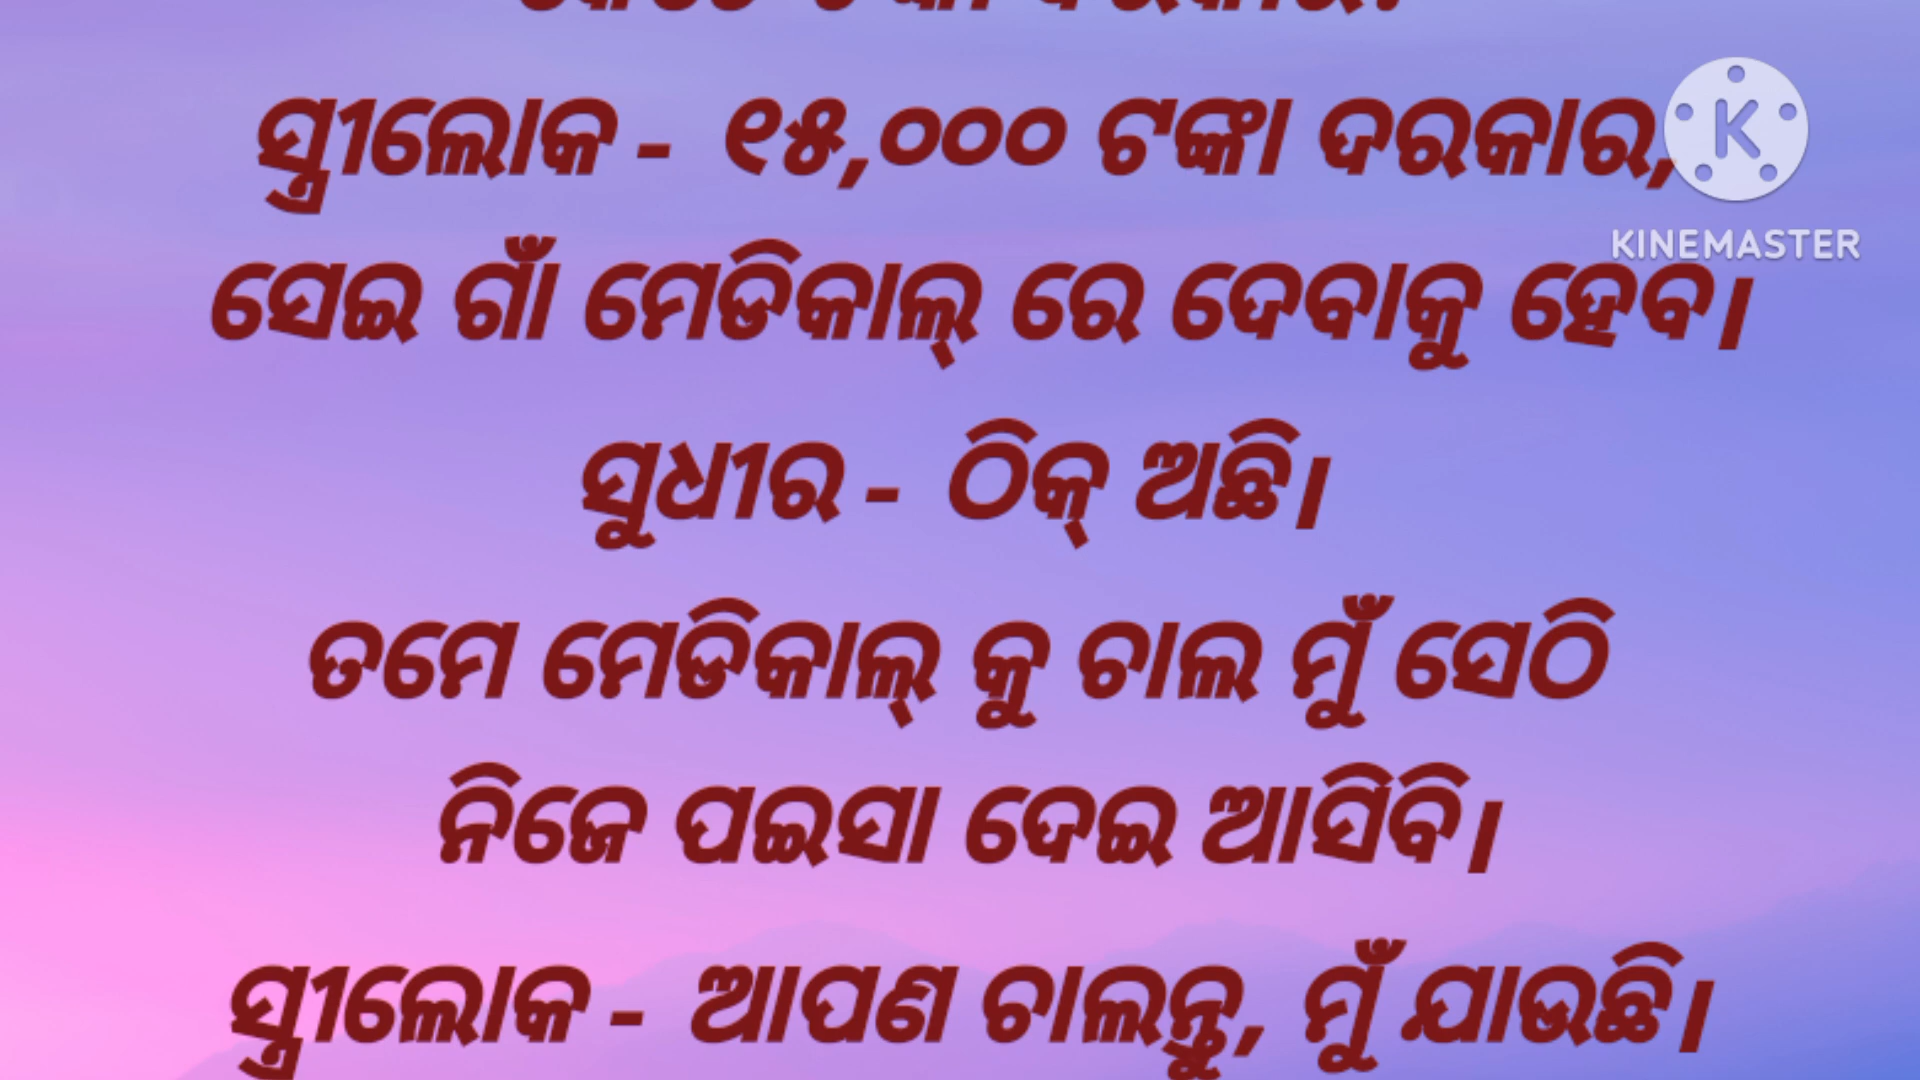 ସ୍ତ୍ରୀଲୋକ - ୧୫,୦୦୦ ଟଙ୍କା ଦରକାର,
ସେଇ ଗାଁ ମେଡିକାଲ୍ ରେ ଦେବାକୁ ହେବ।
ସୁଧୀର - ଠିକ୍ ଅଛି।
ତମେ ମେଡିକାଲ୍ କୁ ଚାଲ ମୁଁ ସେଠି
ନିଜେ ପଇସା ଦେଇ ଆସିବି।
ସ୍ତ୍ରୀଲୋକ - ଆପଣ ଚାଲନ୍ତୁ, ମୁଁ ଯାଉଛି।
K
KINEMASTER